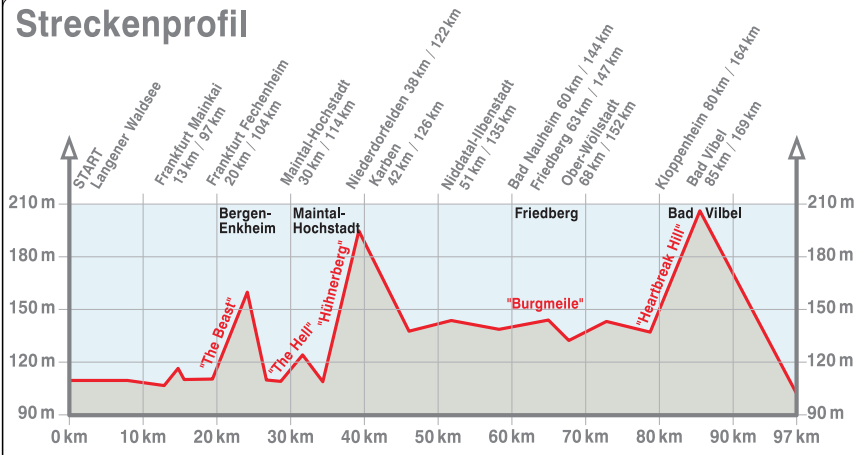 Streckenprofil
START
Langener Waldsee
Frankfurt Mainkai
13 km / 97 km
Frankfurt Fechenheim
20 km / 104 km
Maintal-Hochstadt
30 km / 114 km
Niederdorfelden 38 km / 122 km
Karben
42 km / 126 km
Niddatal-Ilbenstadt
51 km / 135 km
Bad Nauheim 60 km / 144 km
Friedberg 63 km / 147 km
Ober-Wöllstadt
68 km / 152 km
Kloppenheim 80 km / 164 km
Bad Vibel
85 km / 169 km
210 m
180 m
150 m
120 m
90 m
210 m
180 m
150 m
120 m
90 m
Bergen-
Enkheim
Maintal-
Hochstadt
Friedberg
Bad Vilbel
"The Beast"
"The Hell"
"Hühnerberg"
"Burgmeile"
"Heartbreak Hill"
0 km 10 km 20 km 30 km 40 km 50 km 60 km 70 km 80 km 90 km 97 km